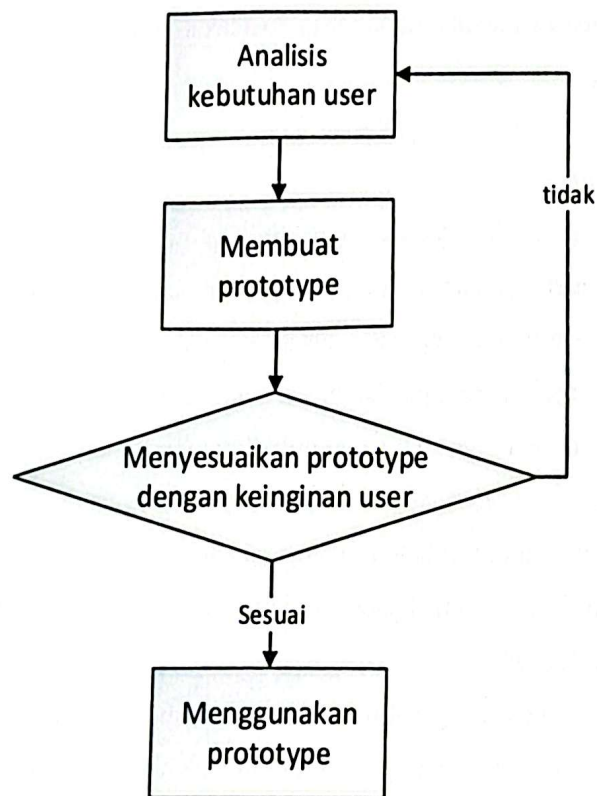 Analisis
kebutuhan user
tidak
Membuat
prototype
Menyesuaikan prototype
dengan keinginan user
Sesuai
Menggunakan
prototype